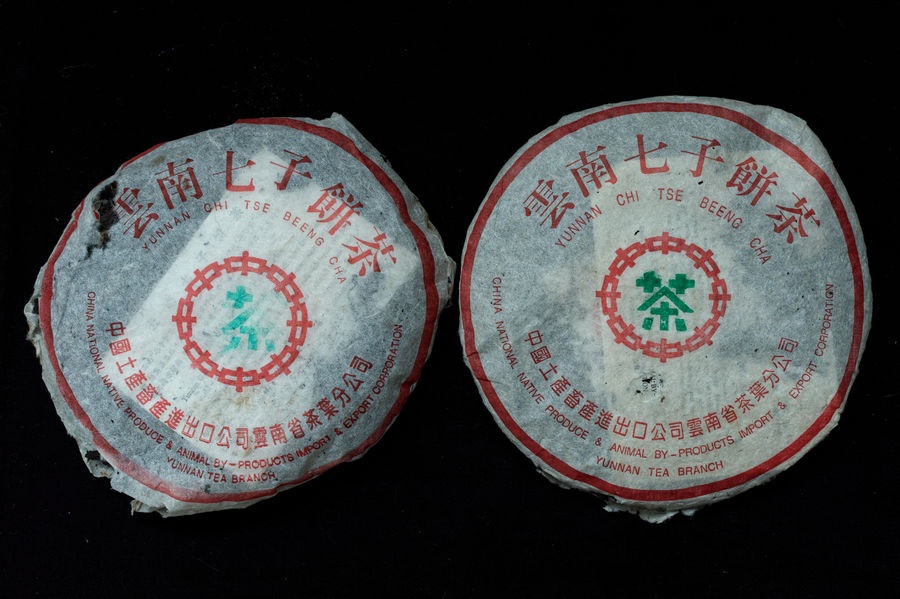 雲南七子餅茶
YUNNAN CHI TSE BEENG CHA
茶
中國土產畜產進出口公司雲南省茶葉分公司
CHINA NATIONAL NATIVE PRODUCE & ANIMAL BY-PRODUCTS IMPORT & EXPORT CORPORATION
YUNNAN TEA BRANCH
雲南七子餅茶
YUNNAN CHI TSE BEENG CHA
茶
中國土產畜產進出口公司雲南省茶葉分公司
CHINA NATIONAL NATIVE PRODUCE & ANIMAL BY-PRODUCTS IMPORT & EXPORT CORPORATION
YUNNAN TEA BRANCH